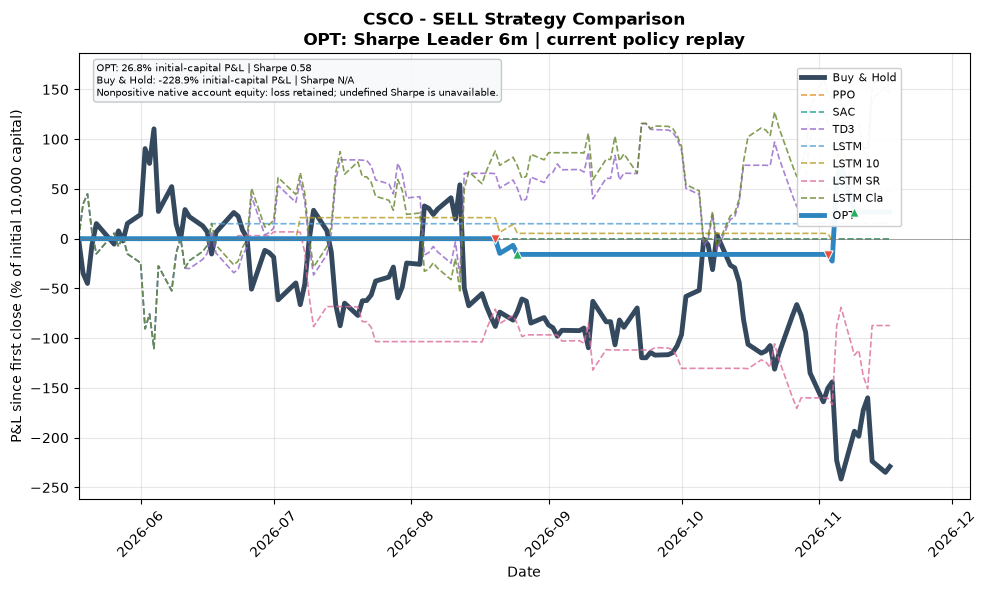 CSCO - SELL Strategy Comparison
OPT: Sharpe Leader 6m | current policy replay
OPT: 26.8% initial-capital P&L | Sharpe 0.58
Buy & Hold: -228.9% initial-capital P&L | Sharpe N/A
Nonpositive native account equity: loss retained; undefined Sharpe is unavailable.
Buy & Hold
PPO
SAC
TD3
LSTM
LSTM 10
LSTM SR
LSTM Cla
OPT
P&L since first close (% of initial 10,000 capital)
150
100
50
0
−50
−100
−150
−200
−250
2026-06
2026-07
2026-08
2026-09
2026-10
2026-11
2026-12
Date